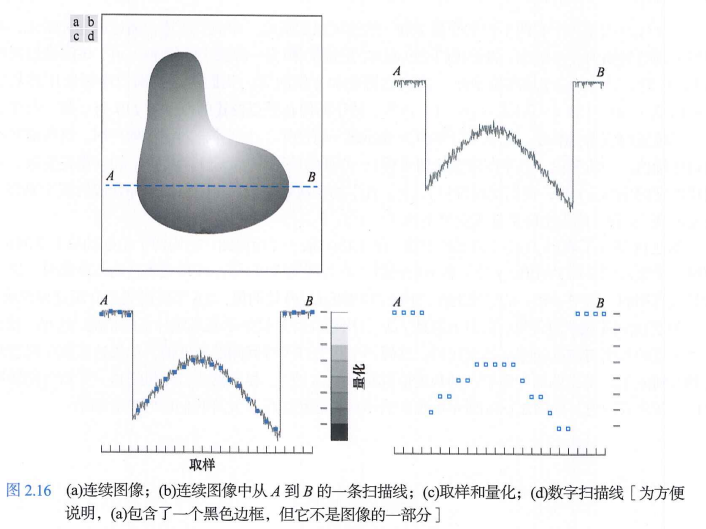 a b
c d
A B
A B
A B
量化
取样
A B
图 2.16 (a)连续图像；(b)连续图像中从 A 到 B 的一条扫描线；(c)取样和量化；(d)数字扫描线［为方便
说明，(a)包含了一个黑色边框，但它不是图像的一部分］